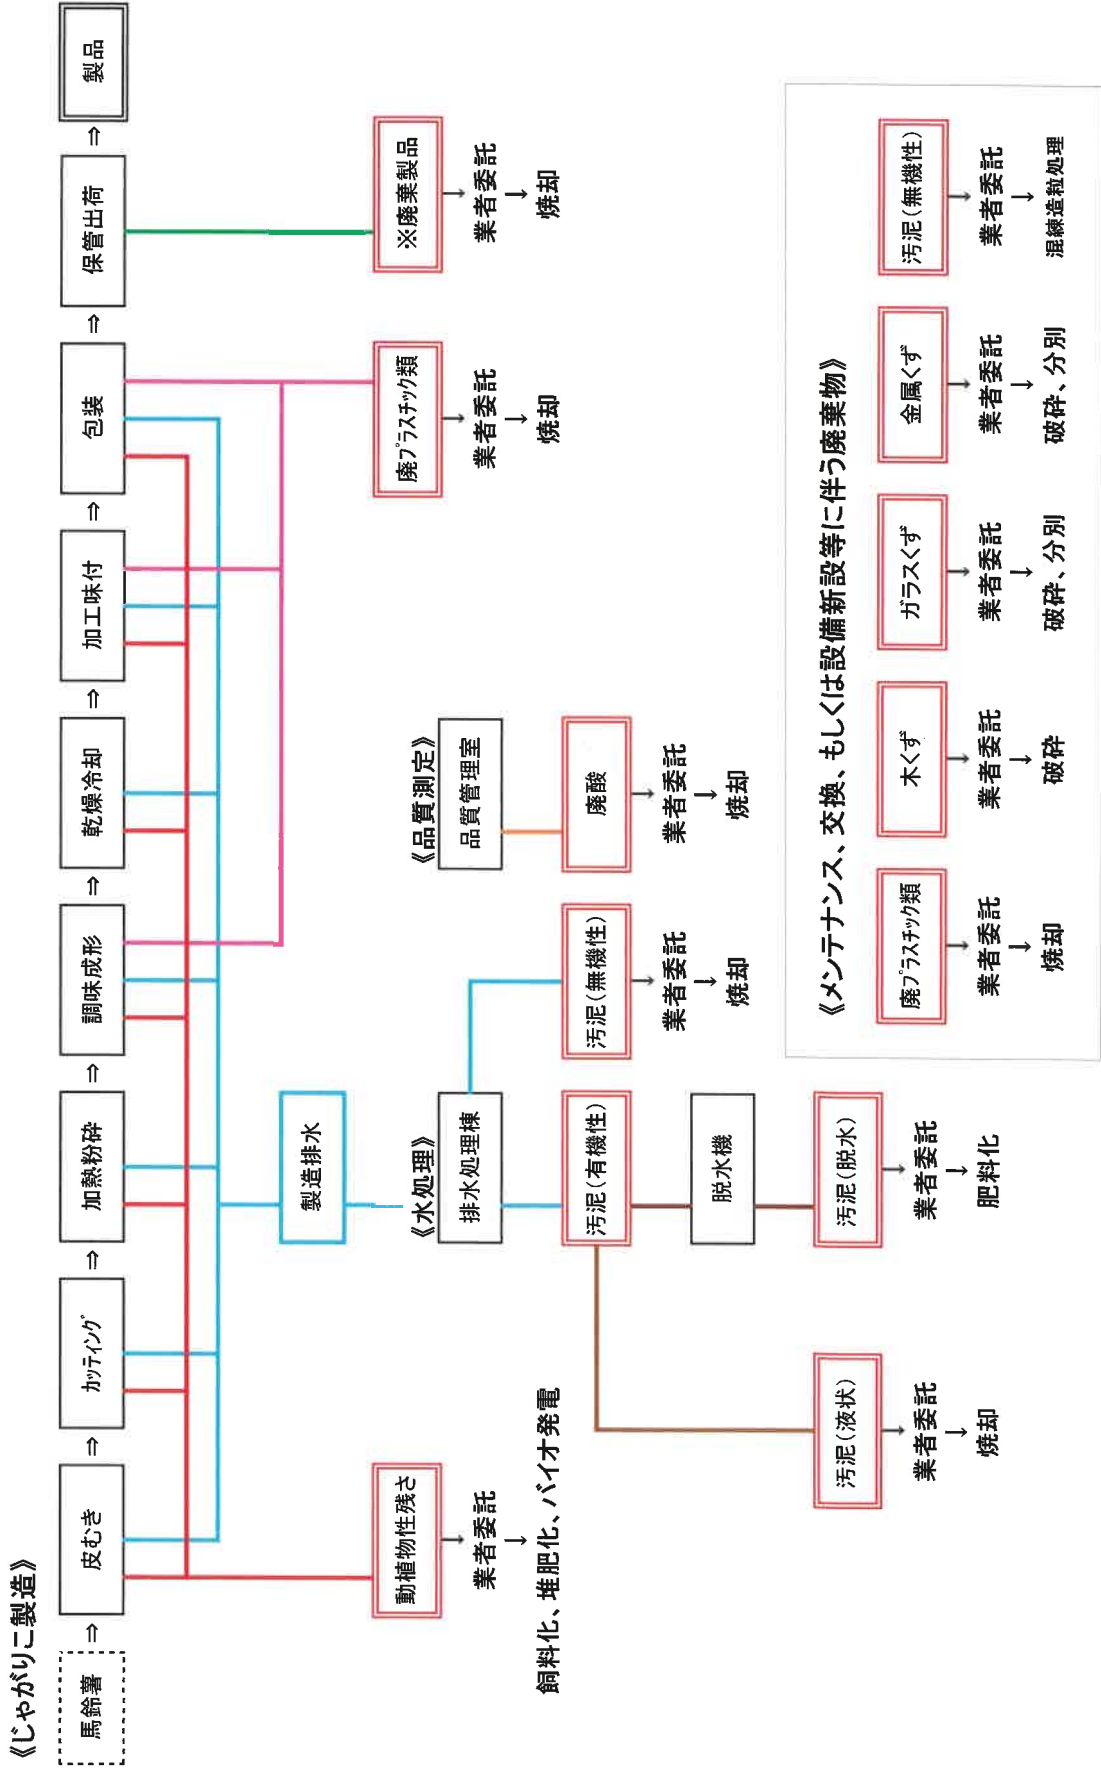 《じゃがりこ製造》
馬鈴薯 ⇒ 皮むき ⇒ カッティング ⇒ 加熱粉砕 ⇒ 調味成形 ⇒ 乾燥冷却 ⇒ 加工味付 ⇒ 包装 ⇒ 保管出荷 ⇒ 製品
製造排水
動植物性残さ
↓
業者委託
↓
飼料化、堆肥化、バイオ発電
廃プラスチック類
↓
業者委託
↓
焼却
※廃棄製品
↓
業者委託
↓
焼却
《水処理》
排水処理棟
汚泥(有機性)
脱水機
汚泥(液状)
↓
業者委託
↓
焼却
汚泥(脱水)
↓
業者委託
↓
肥料化
汚泥(無機性)
↓
業者委託
↓
焼却
《品質測定》
品質管理室
廃酸
↓
業者委託
↓
焼却
《メンテナンス、交換、もしくは設備新設等に伴う廃棄物》
廃プラスチック類
↓
業者委託
↓
焼却
木くず
↓
業者委託
↓
破砕
ガラスくず
↓
業者委託
↓
破砕、分別
金属くず
↓
業者委託
↓
破砕、分別
汚泥(無機性)
↓
業者委託
↓
混練造粒処理